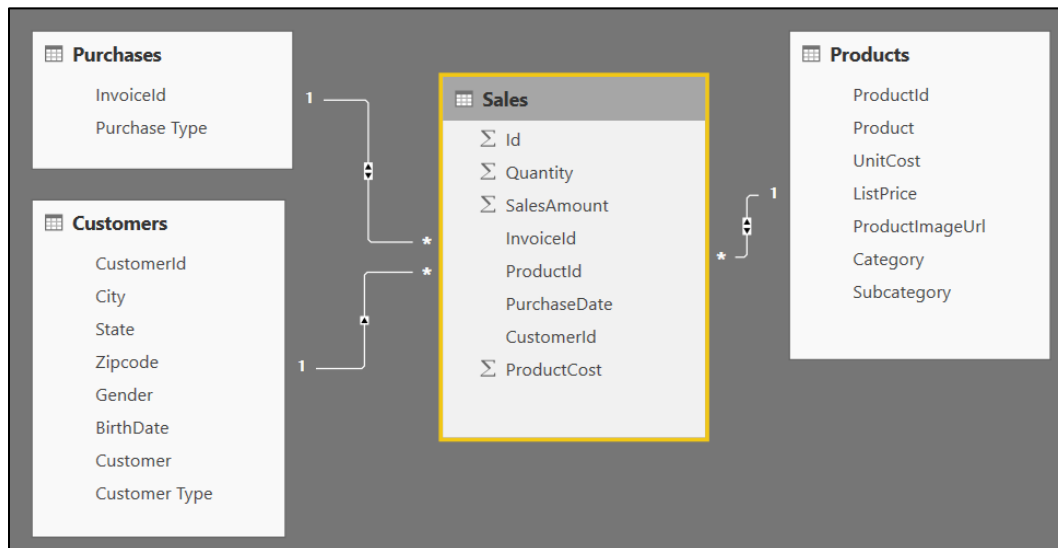 Purchases
InvoiceId
Purchase Type
1
Customers
CustomerId
City
State
Zipcode
Gender
BirthDate
Customer
Customer Type
1
*
*
Sales
Σ Id
Σ Quantity
Σ SalesAmount
InvoiceId
ProductId
PurchaseDate
CustomerId
Σ ProductCost
*
1
Products
ProductId
Product
UnitCost
ListPrice
ProductImageUrl
Category
Subcategory